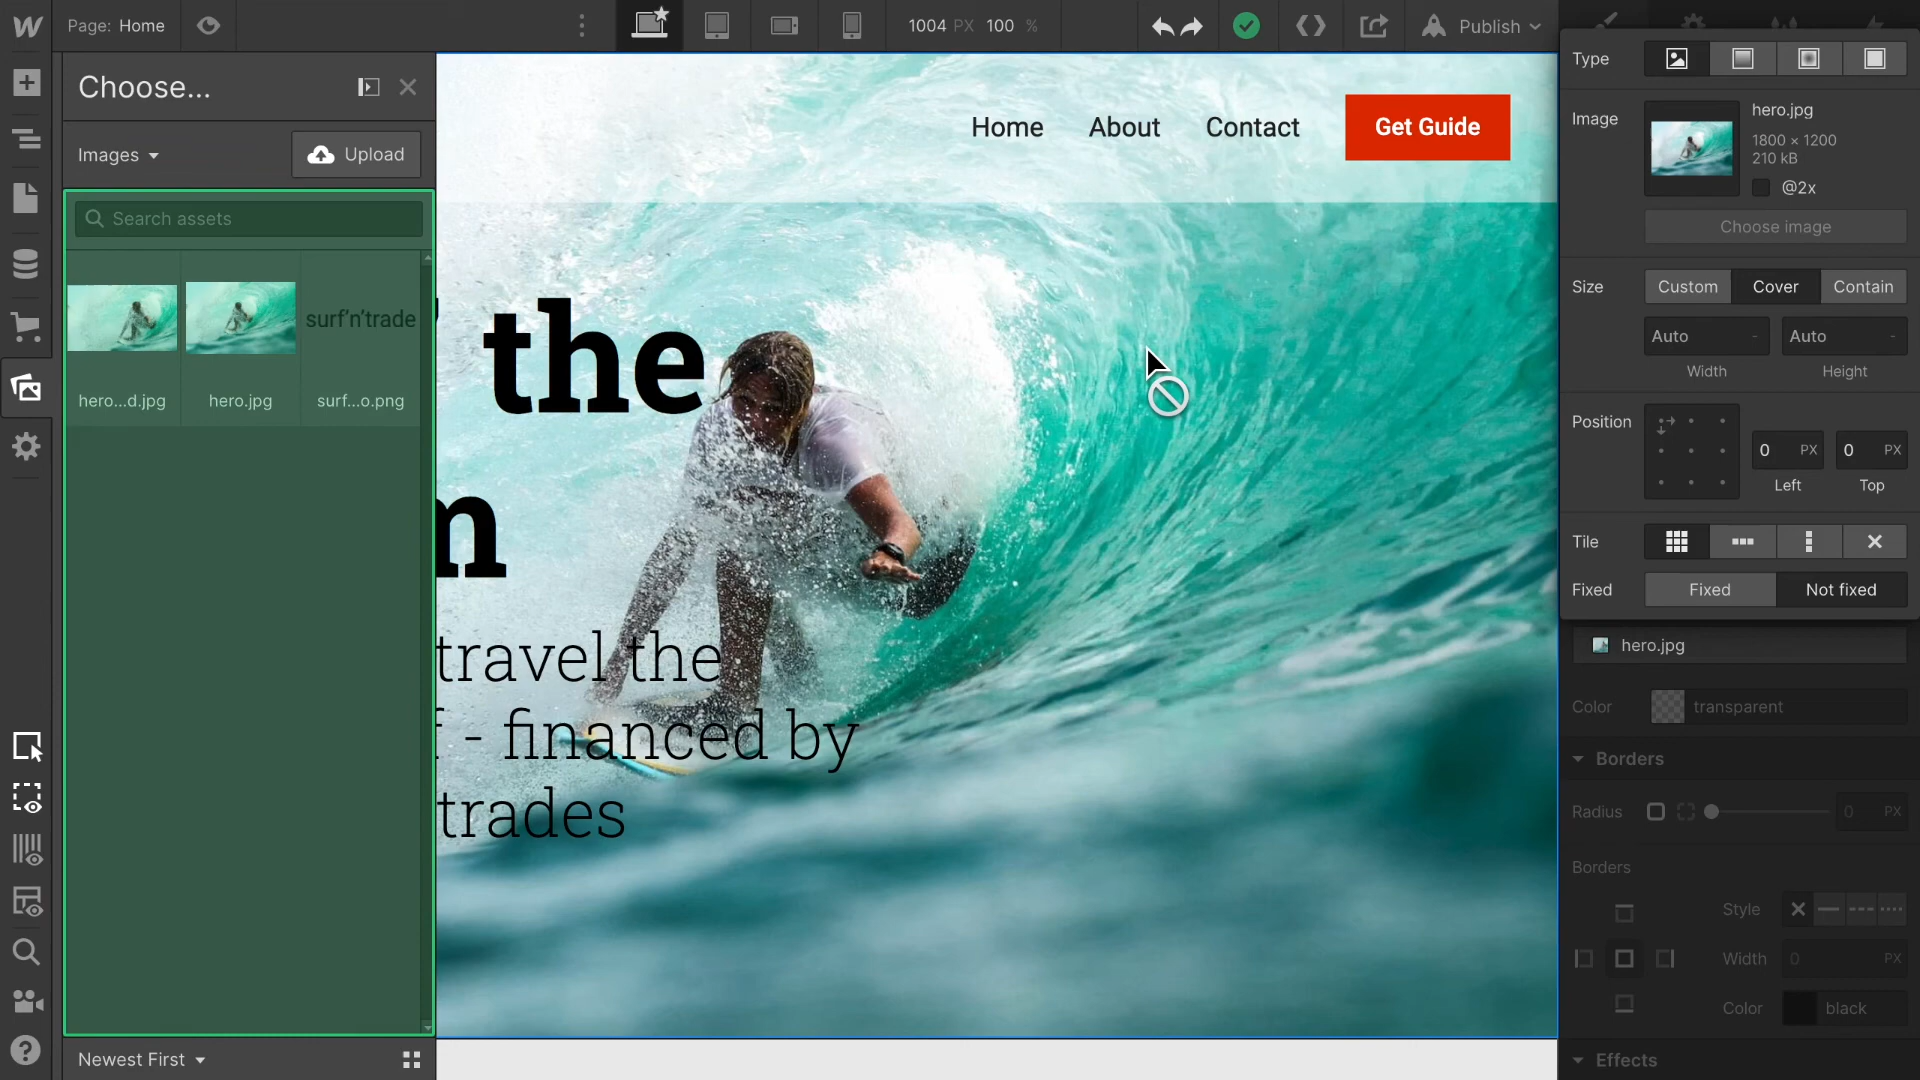 Page: Home
1004 PX 100 %
Publish
Choose...
Images
Upload
Search assets
surf'n'trade
hero...d.jpg
hero.jpg
surf...o.png
Newest First
Home
About
Contact
Get Guide
the
travel the
- financed by
trades
Type
Image
hero.jpg
1800 × 1200
210 kB
@2x
Choose image
Size
Custom
Cover
Contain
Auto -
Auto -
Width
Height
Position
0 PX
0 PX
Left
Top
Tile
Fixed
Fixed
Not fixed
hero.jpg
Color
transparent
Borders
Radius
0 PX
Borders
Style
Width
0 PX
Color
black
Effects